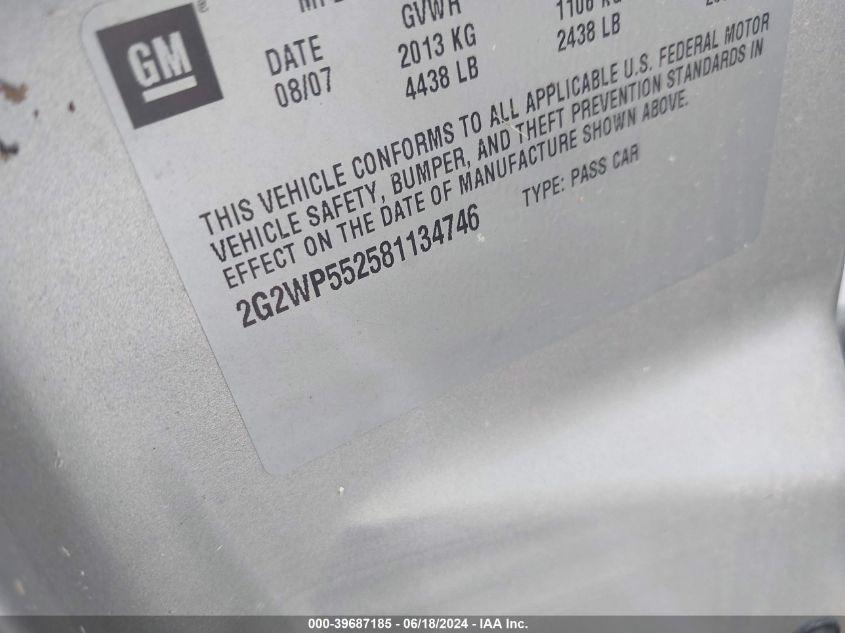 GM ®
DATE GVWR
08/07 2013 KG
4438 LB 2438 LB
THIS VEHICLE CONFORMS TO ALL APPLICABLE U.S. FEDERAL MOTOR
VEHICLE SAFETY, BUMPER, AND THEFT PREVENTION STANDARDS IN
EFFECT ON THE DATE OF MANUFACTURE SHOWN ABOVE.
2G2WP552581134746 TYPE: PASS CAR
000-39687185 - 06/18/2024 - IAA Inc.